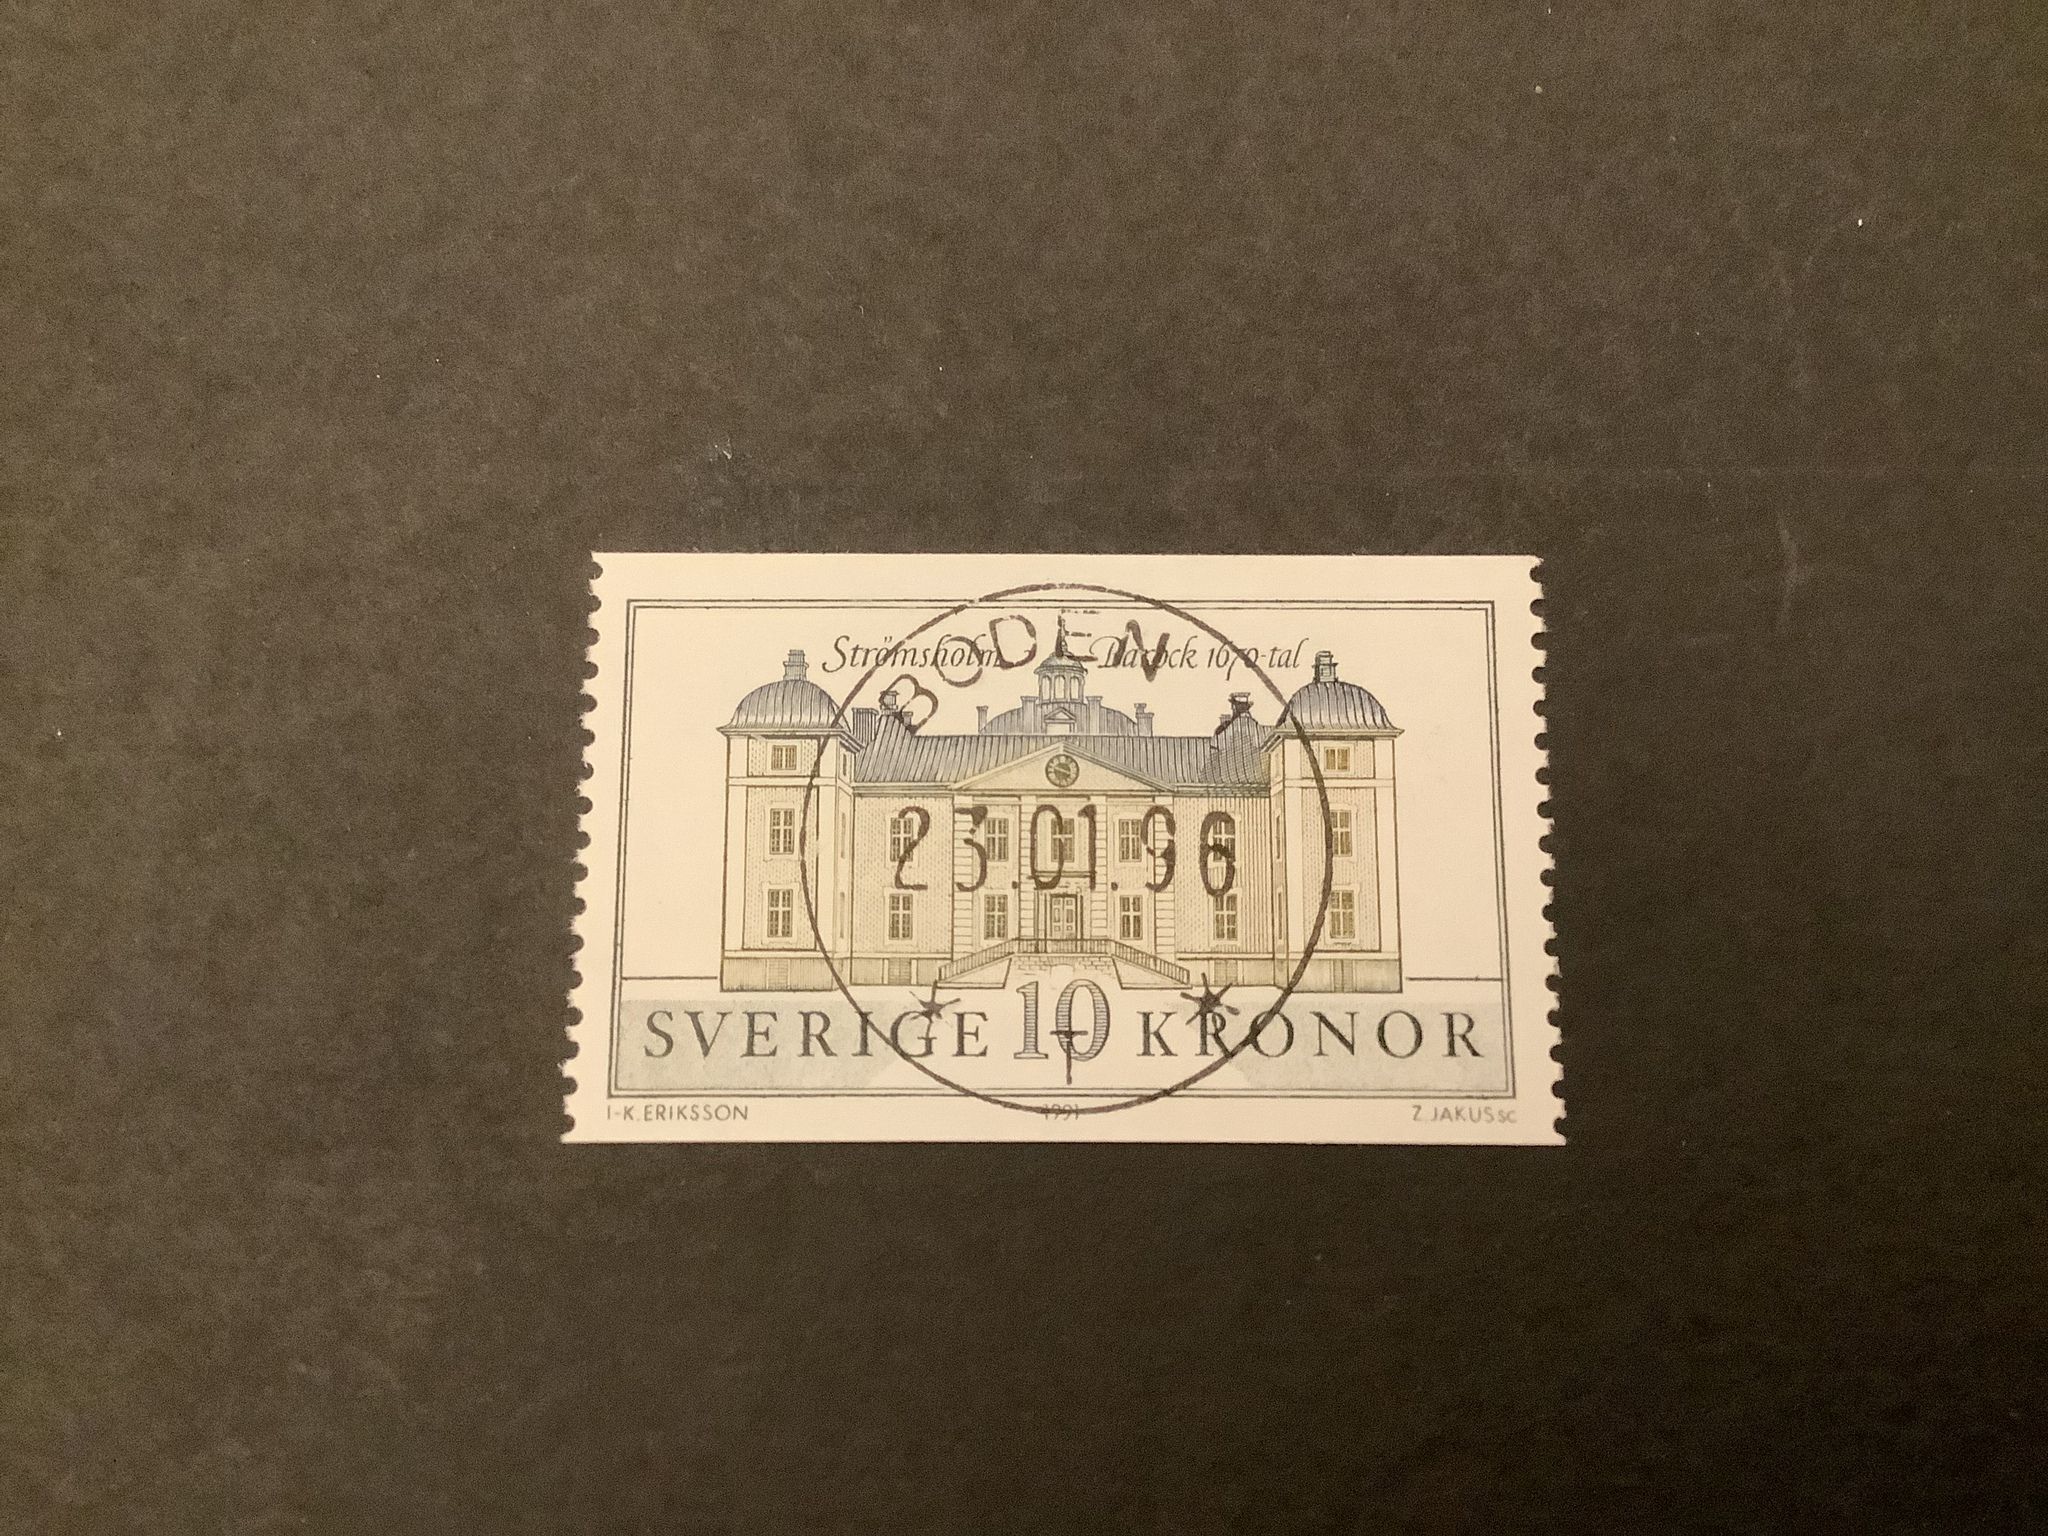 BODEN
Strömsholm Barock 1670-tal
23.01.96
SVERIGE 10 KRONOR
T
I-K.ERIKSSON 1991 Z.JAKUS SC